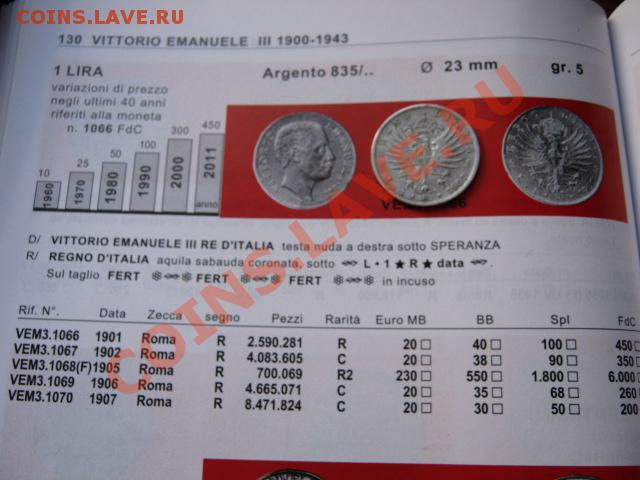 COINS.LAVE.RU
130 VITTORIO EMANUELE III 1900-1943
1 LIRA Argento 835/.. Ø 23 mm gr. 5
variazioni di prezzo
negli ultimi 40 anni
riferiti alla moneta
n. 1066 FdC
10 25 50 100 300 450
1960 1970 1980 1990 2000 2011 anno
D/ VITTORIO EMANUELE III RE D'ITALIA testa nuda a destra sotto SPERANZA
R/ REGNO D'ITALIA aquila sabauda coronata, sotto L • 1 ★ R ★ data .
Sul taglio FERT FERT FERT in incuso
Rif. N°. Data Zecca segno Pezzi Rarità Euro MB BB Spl FdC
VEM3.1066 1901 Roma R 2.590.281 R 20 □ 40 □ 100 □ 450
VEM3.1067 1902 Roma R 4.083.605 C 20 □ 38 □ 90 □ 350
VEM3.1068(F)1905 Roma R 700.069 R2 230 □ 550 □ 1.800 □ 6.000
VEM3.1069 1906 Roma R 4.665.071 C 20 □ 35 □ 68 □ 260
VEM3.1070 1907 Roma R 8.471.824 C 20 □ 30 □ 50 □ 200
COINS.LAVE.RU
COINS.LAVE.RU